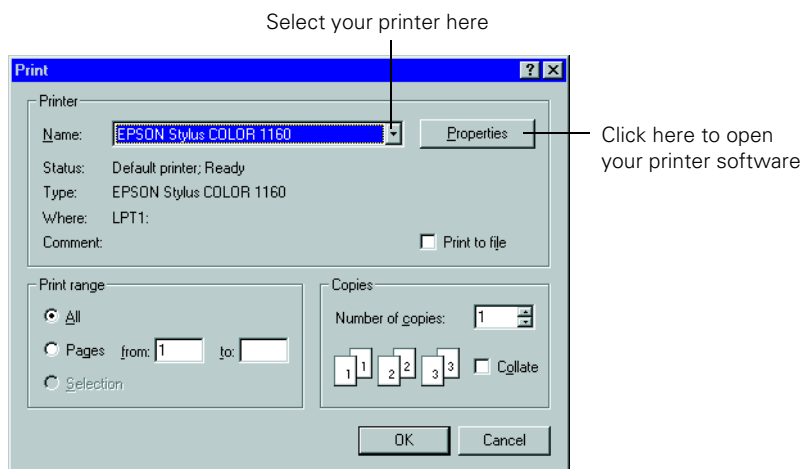 Select your printer here
Print
Printer
Name: EPSON Stylus COLOR 1160 Properties
Click here to open
your printer software
Status: Default printer; Ready
Type: EPSON Stylus COLOR 1160
Where: LPT1:
Comment: Print to file
Print range
All
Pages from: 1 to:
Selection
Copies
Number of copies: 1
1 1 2 2 3 3 Collate
OK Cancel